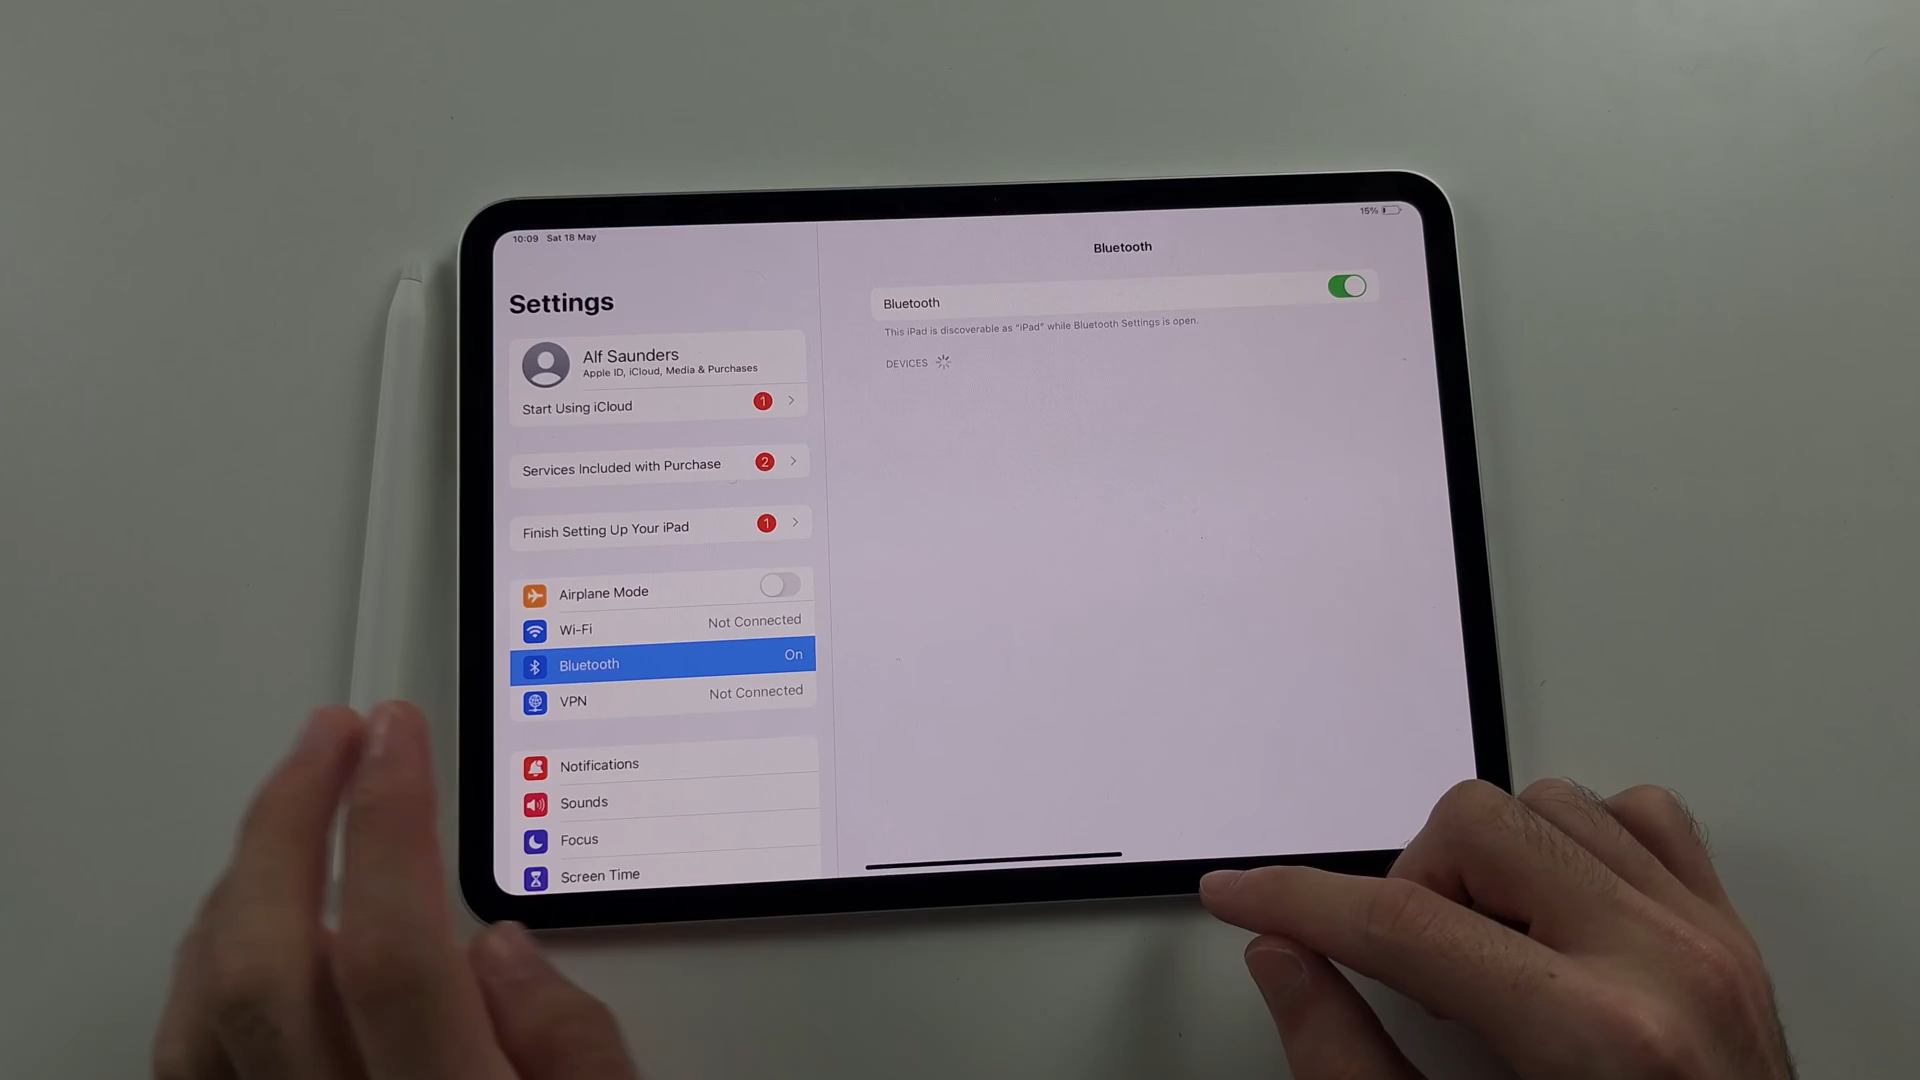 10:09 Sat 18 May
15%
Settings
Alf Saunders
Apple ID, iCloud, Media & Purchases
Start Using iCloud 1
Services Included with Purchase 2
Finish Setting Up Your iPad 1
Airplane Mode
Wi-Fi Not Connected
Bluetooth On
VPN Not Connected
Notifications
Sounds
Focus
Screen Time
Bluetooth
Bluetooth
This iPad is discoverable as “iPad” while Bluetooth Settings is open.
DEVICES